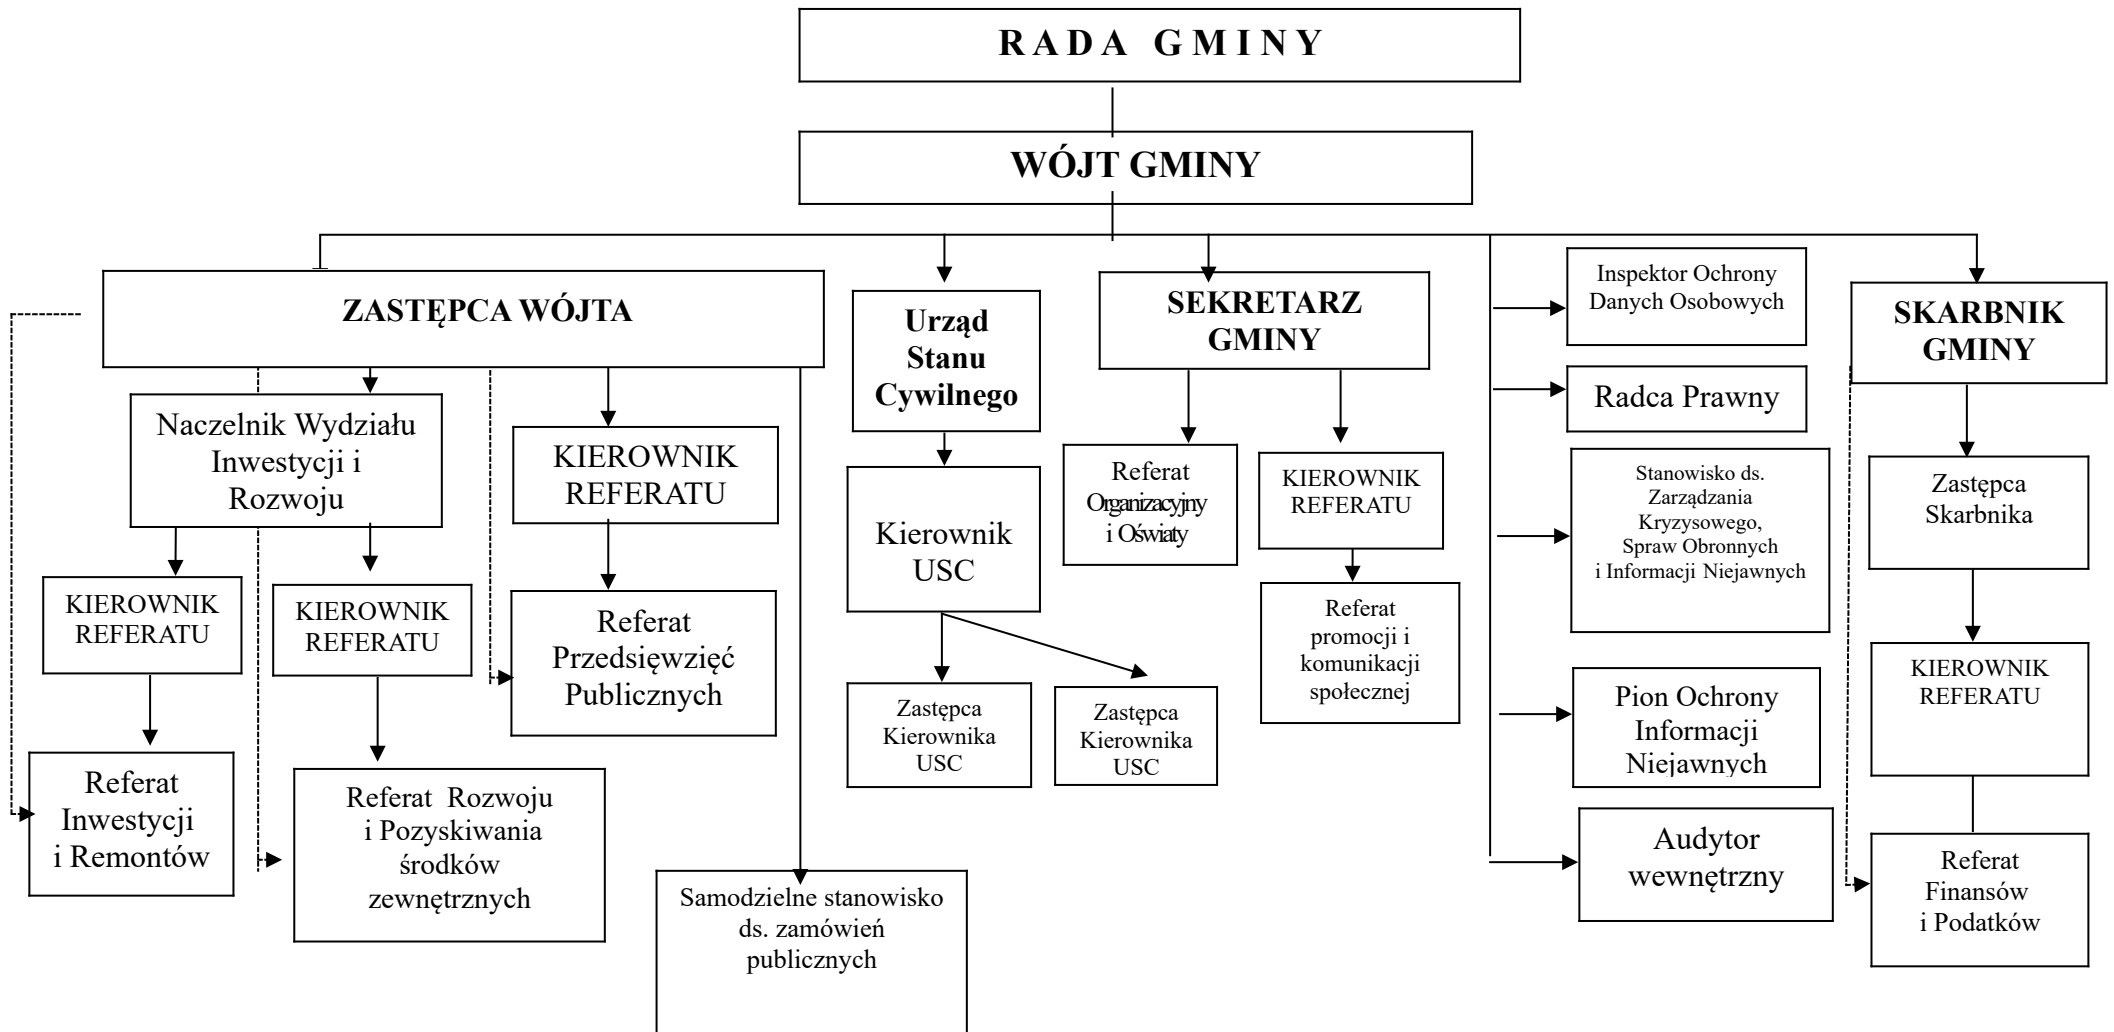 RADA GMINY
WÓJT GMINY
ZASTĘPCA WÓJTA
Urząd
Stanu
Cywilnego
SEKRETARZ
GMINY
Inspektor Ochrony
Danych Osobowych
SKARBNIK
GMINY
Radca Prawny
Naczelnik Wydziału
Inwestycji i
Rozwoju
KIEROWNIK
REFERATU
Kierownik
USC
Referat
Organizacyjny
i Oświaty
KIEROWNIK
REFERATU
Stanowisko ds.
Zarządzania
Kryzysowego,
Spraw Obronnych
i Informacji Niejawnych
Zastępca
Skarbnika
KIEROWNIK
REFERATU
KIEROWNIK
REFERATU
Referat
Przedsięwzięć
Publicznych
Referat
promocji i
komunikacji
społecznej
KIEROWNIK
REFERATU
Zastępca
Kierownika
USC
Zastępca
Kierownika
USC
Pion Ochrony
Informacji
Niejawnych
Referat
Inwestycji
i Remontów
Referat Rozwoju
i Pozyskiwania
środków
zewnętrznych
Samodzielne stanowisko
ds. zamówień
publicznych
Audytor
wewnętrzny
Referat
Finansów
i Podatków